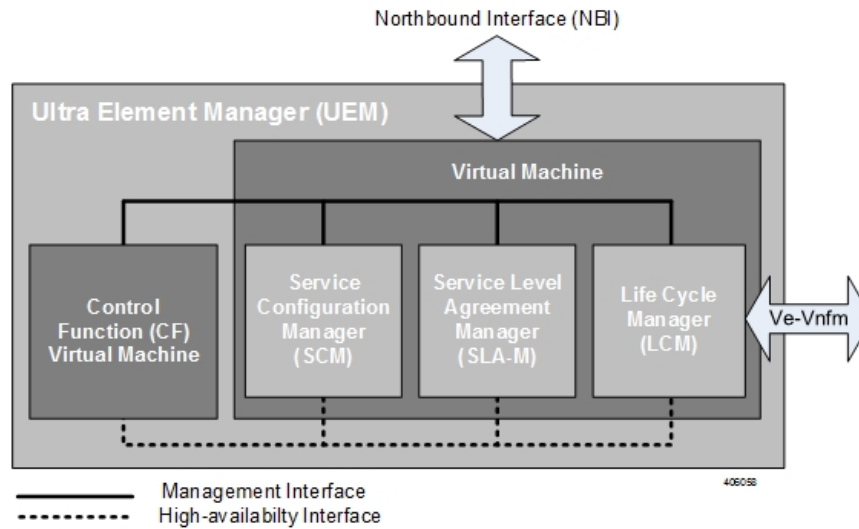 Northbound Interface (NBI)
Ultra Element Manager (UEM)
Virtual Machine
Control
Function (CF)
Virtual Machine
Service
Configuration
Manager
(SCM)
Service Level
Agreement
Manager
(SLA-M)
Life Cycle
Manager
(LCM)
Ve-Vnfm
406058
Management Interface
High-availabilty Interface